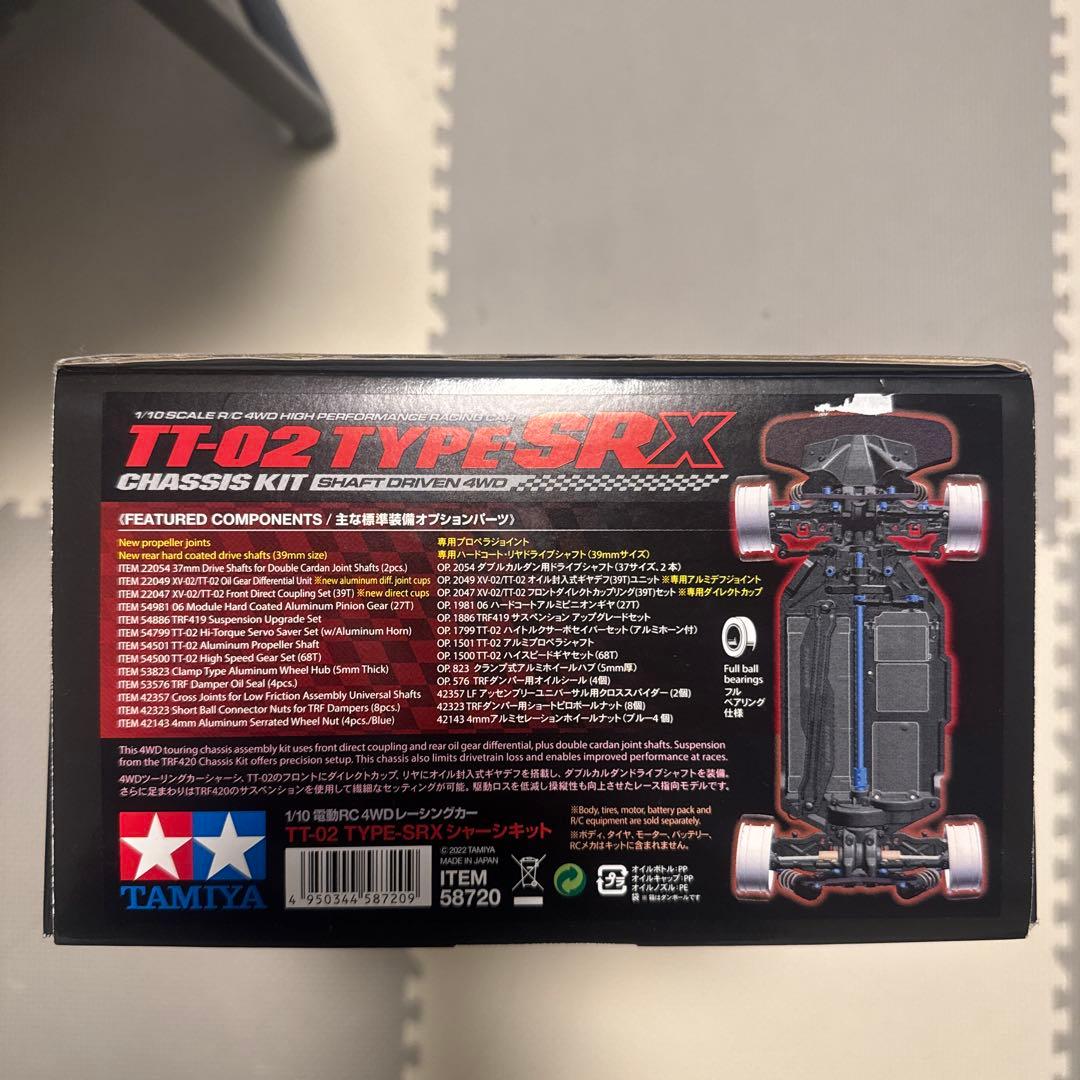 1/10 SCALE R/C 4WD HIGH PERFORMANCE RACING CAR
TT-02 TYPE-SRX
CHASSIS KIT SHAFT DRIVEN 4WD
《FEATURED COMPONENTS / 主な標準装備オプションパーツ》
New propeller joints
New rear hard coated drive shafts (39mm size)
ITEM 22054 37mm Drive Shafts for Double Cardan Joint Shafts (2pcs.)
ITEM 22049 XV-02/TT-02 Oil Gear Differential Unit ※new aluminum diff. joint cups
ITEM 22047 XV-02/TT-02 Front Direct Coupling Set (39T) ※new direct cups
ITEM 54981 06 Module Hard Coated Aluminum Pinion Gear (27T)
ITEM 54886 TRF419 Suspension Upgrade Set
ITEM 54799 TT-02 Hi-Torque Servo Saver Set (w/Aluminum Horn)
ITEM 54501 TT-02 Aluminum Propeller Shaft
ITEM 54500 TT-02 High Speed Gear Set (68T)
ITEM 53823 Clamp Type Aluminum Wheel Hub (5mm Thick)
ITEM 53576 TRF Damper Oil Seal (4pcs.)
ITEM 42357 Cross Joints for Low Friction Assembly Universal Shafts
ITEM 42323 Short Ball Connector Nuts for TRF Dampers (8pcs.)
ITEM 42143 4mm Aluminum Serrated Wheel Nut (4pcs./Blue)
専用プロペラジョイント
専用ハードコート・リヤドライブシャフト (39mmサイズ)
OP. 2054 ダブルカルダン用ドライブシャフト (37サイズ、2本)
OP. 2049 XV-02/TT-02 オイル封入式ギヤデフ(39T)ユニット ※専用アルミデフジョイント
OP. 2047 XV-02/TT-02 フロントダイレクトカップリング(39T)セット ※専用ダイレクトカップ
OP. 1981 06 ハードコートアルミピニオンギヤ (27T)
OP. 1886 TRF419 サスペンション アップグレードセット
OP. 1799 TT-02 ハイトルクサーボセイバーセット (アルミホーン付)
OP. 1501 TT-02 アルミプロペラシャフト
OP. 1500 TT-02 ハイスピードギヤセット (68T)
OP. 823 クランプ式アルミホイールハブ (5mm厚)
OP. 576 TRFダンパー用オイルシール (4個)
42357 LF アッセンブリーユニバーサル用クロススパイダー (2個)
42323 TRFダンパー用ショートピロボールナット (8個)
42143 4mmアルミセレーションホイールナット (ブルー4個)
Full ball
bearings
フル
ベアリング
仕様
This 4WD touring chassis assembly kit uses front direct coupling and rear oil gear differential, plus double cardan joint shafts. Suspension
from the TRF420 Chassis Kit offers precision setup. This chassis also limits drivetrain loss and enables improved performance at races.
4WDツーリングカーシャーシ、TT-02のフロントにダイレクトカップ、リヤにオイル封入式ギヤデフを搭載し、ダブルカルダンドライブシャフトを装備。
さらに足まわりはTRF420のサスペンションを使用して繊細なセッティングが可能。駆動ロスを低減し操縦性も向上させたレース指向モデルです。
TAMIYA
1/10 電動RC 4WDレーシングカー
TT-02 TYPE-SRX シャーシキット
4 950344 587209
© 2022 TAMIYA
MADE IN JAPAN
ITEM
58720
※Body, tires, motor, battery pack and
R/C equipment are sold separately.
※ボディ、タイヤ、モーター、バッテリー、
RCメカはキットに含まれません。
プラ
オイルボトル:PP
オイルキャップ:PP
オイルノズル:PE
袋 ※箱はダンボールです